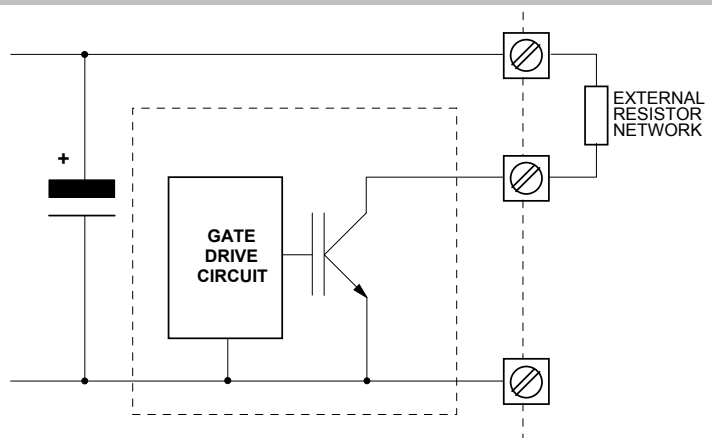 EXTERNAL
RESISTOR
NETWORK
+
GATE
DRIVE
CIRCUIT